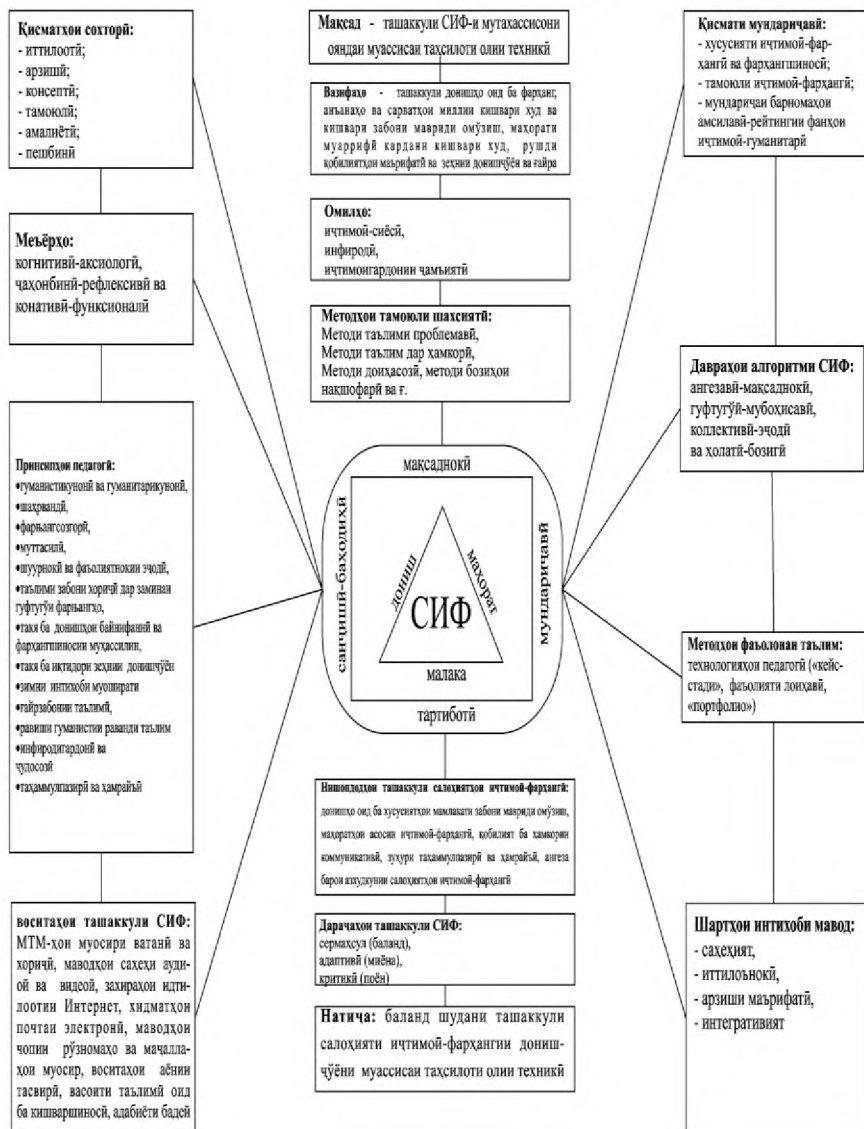 Қисматҳои сохторӣ:
- иттилоотӣ;
- арзишӣ;
- консептӣ;
- тамоюлӣ;
- амалиётӣ;
- пешбинӣ
Меъёрҳо:
когнитивӣ-аксиологӣ,
ҷаҳонбинӣ-рефлексивӣ ва
конативӣ-функсионалӣ
Принсипҳои педагогӣ:
•гуманистикунонӣ ва гуманитарикунонӣ,
•шаҳрвандӣ,
•фарњангсозгорӣ,
•муттасилӣ,
•шуурнокӣ ва фаъолиятнокии эҷодӣ,
•таълими забони хориҷӣ дар заминаи
гуфтугӯи фарњангҳо,
•такя ба донишҳои байнифаннӣ ва
фарҳангшиносии муҳассилин,
•такя ба иқтидори зеҳнии донишҷӯён
•зимни интихоби муоширати
•ғайризабонии таълимӣ,
•равиши гуманистии раванди таълим
•инфиродигардонӣ ва
ҷудосозӣ
•таҳаммулпазирӣ ва ҳамрайъӣ
воситаҳои ташаккули СИФ:
МТМ-ҳои муосири ватанӣ ва
хориҷӣ, маводҳои саҳеҳи аудио-
ой ва видеоӣ, захираҳои идти-
лоотии Интернет, хидматҳои
почтаи электронӣ, маводҳои
чопии рӯзномаҳо ва маҷалла-
ҳои муосир, воситаҳои аёнии
тасвирӣ, васоити таълимӣ оид
ба кишваршиносӣ, адабиёти бадеӣ
Мақсад - ташаккули СИФ-и мутахассисони
ояндаи муассисаи таҳсилоти олии техникӣ
Вазифаҳо - ташаккули донишҳо оид ба фарҳанг,
анъанаҳо ва сарватҳои миллии кишвари худ ва
кишвари забони мавриди омӯзиш, маҳорати
муаррифӣ кардани кишвари худ, рушди
қобилиятҳои маърифатӣ ва зеҳнии донишҷӯён ва ғайра
Омилҳо:
иҷтимоӣ-сиёсӣ,
инфиродӣ,
иҷтимоигардонии ҷамъиятӣ
Методҳои тамоюли шахсиятӣ:
Методи таълими проблемавӣ,
Методи таълим дар ҳамкорӣ,
Методи доиҳасозӣ, методи бозиҳои
нақшофарӣ ва ғ.
мақсаднокӣ
санҷишӣ-баҳодиҳӣ
мундариҷавӣ
дониш
маҳорат
СИФ
малака
тартиботӣ
Нишондодҳои ташаккули салоҳиятҳои иҷтимоӣ-фарҳангӣ:
донишҳо оид ба хусусиятҳои мамлакати забони мавриди омӯзиш,
маҳоратҳои асосии иҷтимоӣ-фарҳангӣ, қобилият ба ҳамкории
коммуникативӣ, зуҳури таҳаммулпазирӣ ва ҳамрайъӣ, ангеза
барои азхудкунии салоҳиятҳои иҷтимоӣ-фарҳангӣ
Дараҷаҳои ташаккули СИФ:
сермаҳсул (баланд),
адаптивӣ (миёна),
критикӣ (поён)
Натиҷа: баланд шудани ташаккули
салоҳияти иҷтимоӣ-фарҳангии дониш-
ҷӯёни муассисаи таҳсилоти олии техникӣ
Қисмати мундариҷавӣ:
- хусусияти иҷтимоӣ-фар-
ҳангӣ ва фарҳангшиносӣ;
- тамоюли иҷтимоӣ-фарҳангӣ;
- мундариҷаи барномаҳои
амсилавӣ-рейтингии фанҳои
иҷтимоӣ-гуманитарӣ
Давраҳои алгоритми СИФ:
ангезавӣ-мақсаднокӣ,
гуфтугӯӣ-мубоҳисавӣ,
коллективӣ-эҷодӣ
ва ҳолатӣ-бозигӣ
Методҳои фаъолонаи таълим:
технологияҳои педагогӣ («кейс-
стади», фаъолияти лоиҳавӣ,
«портфолио»)
Шартҳои интихоби мавод:
- саҳеҳият,
- иттилоънокӣ,
- арзиши маърифатӣ,
- интегративият